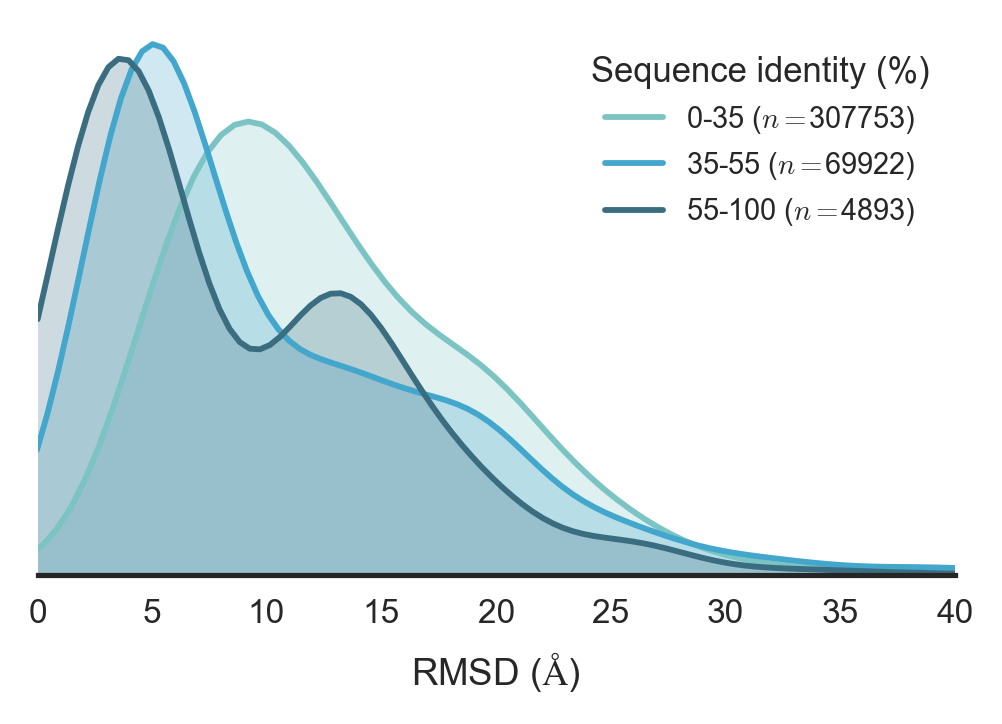 Sequence identity (%)
0-35 (n=307753)
35-55 (n=69922)
55-100 (n=4893)
0 5 10 15 20 25 30 35 40
RMSD (Å)